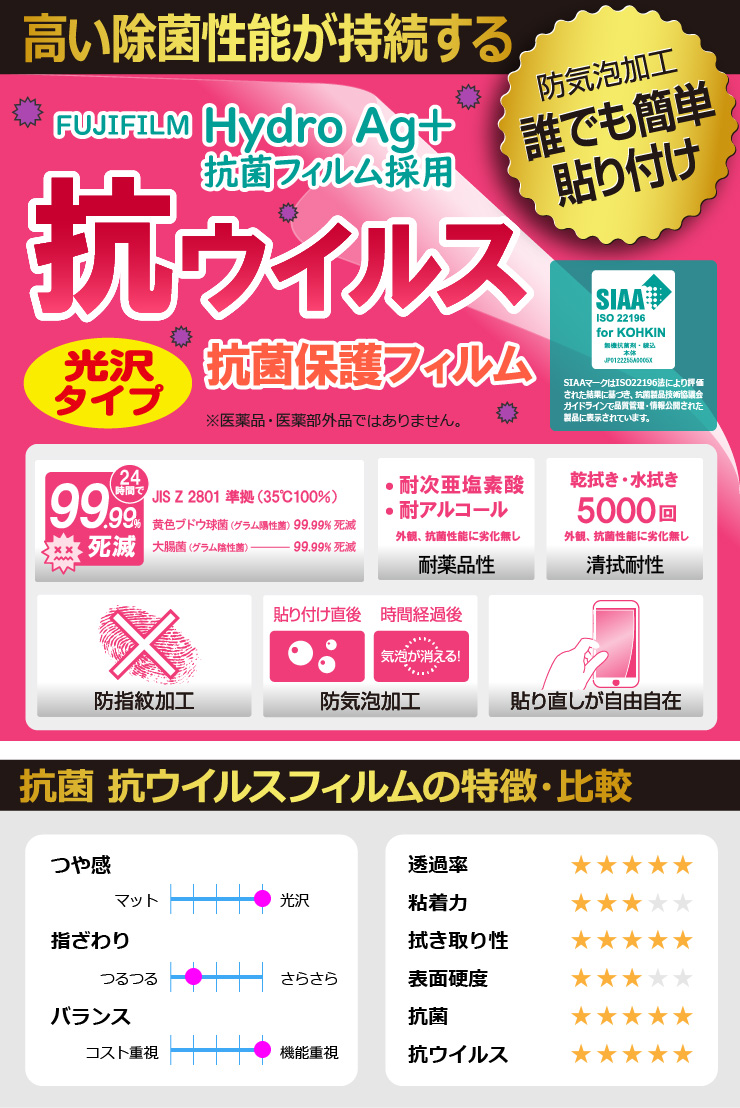 高い除菌性能が持続する
防気泡加工
誰でも簡単
貼り付け
FUJIFILM Hydro Ag+
抗菌フィルム採用
抗ウイルス
光沢
タイプ
抗菌保護フィルム
※医薬品・医薬部外品ではありません。
SIAA
ISO 22196
for KOHKIN
無機抗菌剤・練込
本体
JP0122255A0005X
SIAAマークはISO22196法により評価
された結果に基づき、抗菌製品技術協議会
ガイドラインで品質管理・情報公開された
製品に表示されています。
24
時間で
99.99%
死滅
JIS Z 2801 準拠（35℃100%）
黄色ブドウ球菌（グラム陽性菌）99.99% 死滅
大腸菌（グラム陰性菌）99.99% 死滅
・耐次亜塩素酸
・耐アルコール
外観、抗菌性能に劣化無し
耐薬品性
乾拭き・水拭き
5000回
外観、抗菌性能に劣化無し
清拭耐性
防指紋加工
貼り付け直後 時間経過後
気泡が消える!
防気泡加工
貼り直しが自由自在
抗菌 抗ウイルスフィルムの特徴・比較
つや感
マット 光沢
指ざわり
つるつる さらさら
バランス
コスト重視 機能重視
透過率 ★★★★★
粘着力 ★★★★★
拭き取り性 ★★★★★
表面硬度 ★★★★★
抗菌 ★★★★★
抗ウイルス ★★★★★